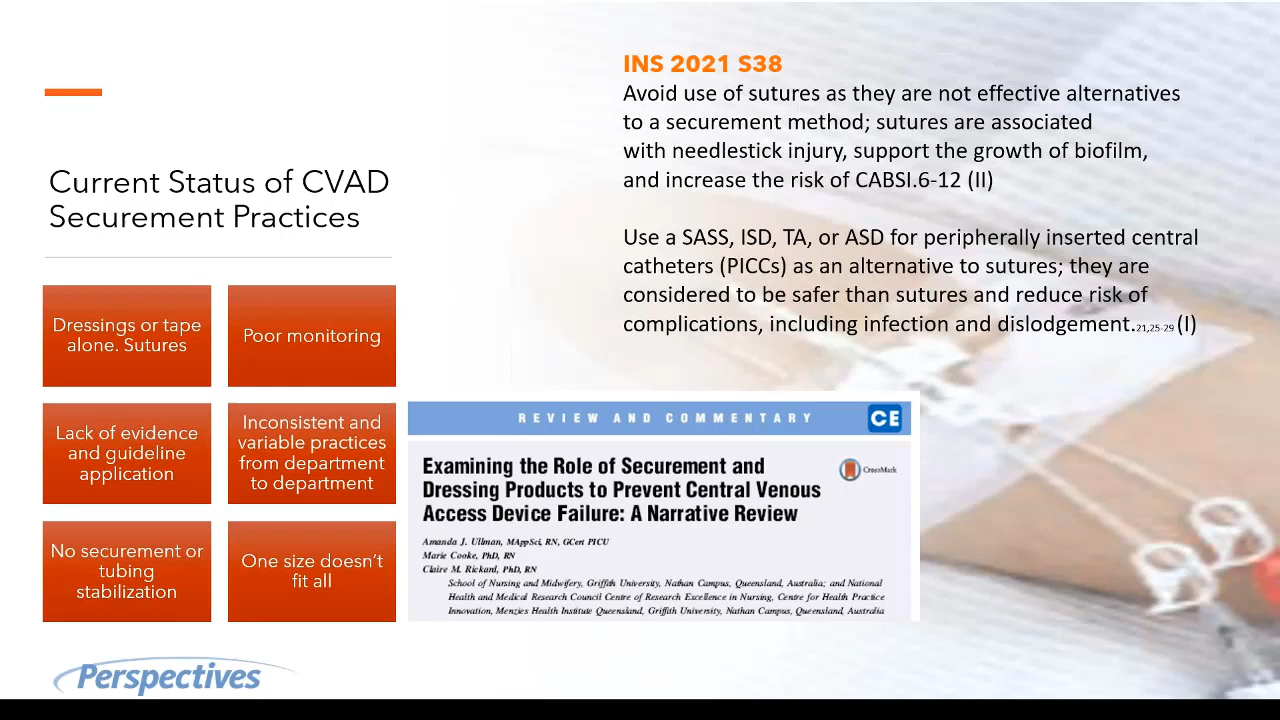 Current Status of CVAD
Securement Practices
Dressings or tape
alone. Sutures
Poor monitoring
Lack of evidence
and guideline
application
Inconsistent and
variable practices
from department
to department
No securement or
tubing
stabilization
One size doesn't
fit all
INS 2021 S38
Avoid use of sutures as they are not effective alternatives
to a securement method; sutures are associated
with needlestick injury, support the growth of biofilm,
and increase the risk of CABSI.6-12 (II)
Use a SASS, ISD, TA, or ASD for peripherally inserted central
catheters (PICCs) as an alternative to sutures; they are
considered to be safer than sutures and reduce risk of
complications, including infection and dislodgement.21,25-29 (I)
REVIEW AND COMMENTARY
CE
Examining the Role of Securement and
Dressing Products to Prevent Central Venous
Access Device Failure: A Narrative Review
CrossMark
Amanda J. Ullman, MAppSci, RN, GCert PICU
Marie Cooke, PhD, RN
Claire M. Rickard, PhD, RN
School of Nursing and Midwifery, Griffith University, Nathan Campus, Queensland, Australia; and National
Health and Medical Research Council Centre of Research Excellence in Nursing, Centre for Health Practice
Innovation, Menzies Health Institute Queensland, Griffith University, Nathan Campus, Queensland, Australia
Perspectives